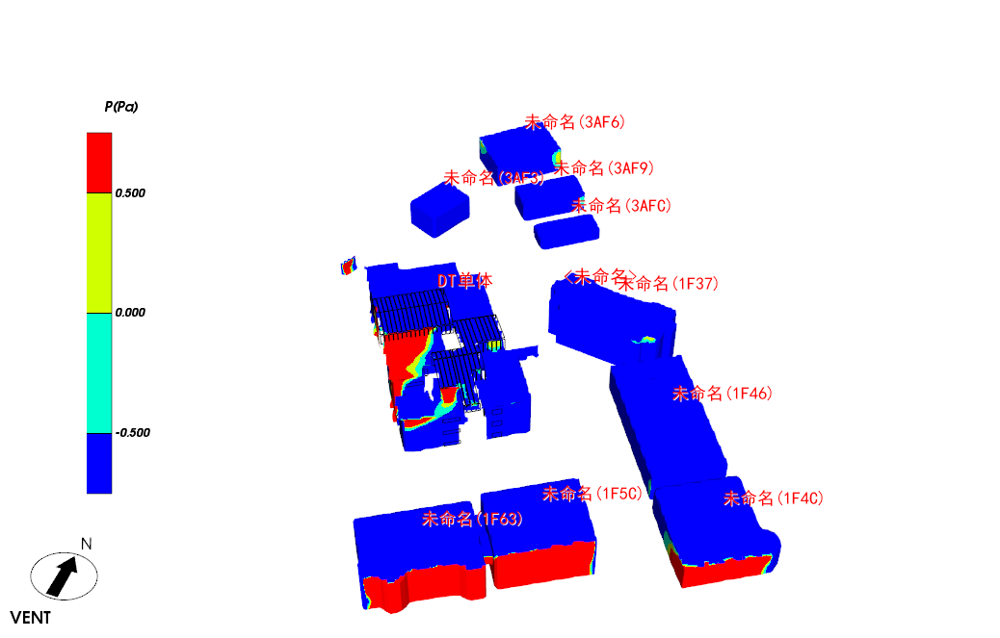 P(Pa)
0.500
0.000
-0.500
未命名(3AF6)
未命名(3AF9)
未命名(3AF3)
未命名(3AFC)
DT单体
<未命名>
未命名(1F37)
未命名(1F46)
未命名(1F5C)
未命名(1F4C)
未命名(1F63)
N
VENT